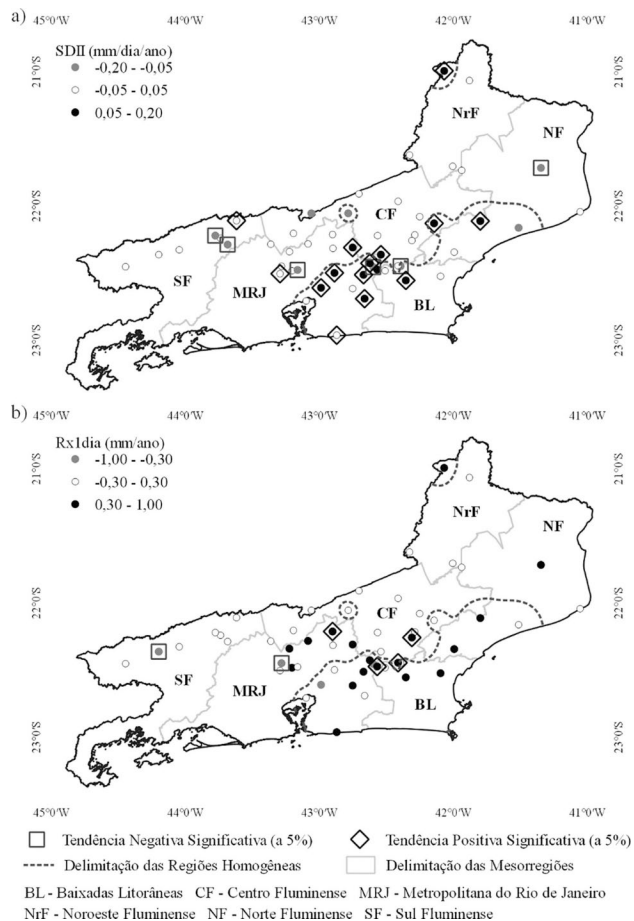 a)
45°0'W 44°0'W 43°0'W 42°0'W 41°0'W
SDII (mm/dia/ano)
-0,20 - -0,05
-0,05 - 0,05
0,05 - 0,20
21°0'S 21°0'S
NrF
NF
22°0'S 22°0'S
CF
SF
MRJ
BL
23°0'S 23°0'S
b)
45°0'W 44°0'W 43°0'W 42°0'W 41°0'W
Rx1dia (mm/ano)
-1,00 - -0,30
-0,30 - 0,30
0,30 - 1,00
21°0'S 21°0'S
NrF
NF
22°0'S 22°0'S
CF
SF
MRJ
BL
23°0'S 23°0'S
45°0'W 44°0'W 43°0'W 42°0'W 41°0'W
Tendência Negativa Significativa (a 5%) Tendência Positiva Significativa (a 5%)
Delimitação das Regiões Homogêneas Delimitação das Mesorregiões
BL - Baixadas Litorâneas CF - Centro Fluminense MRJ - Metropolitana do Rio de Janeiro
NrF - Noroeste Fluminense NF - Norte Fluminense SF - Sul Fluminense